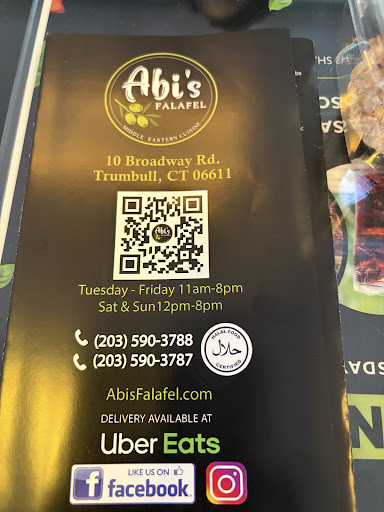 Abi's
FALAFEL
MIDDLE EASTERN CUISINE
10 Broadway Rd.
Trumbull, CT 06611
Abi's
Tuesday - Friday 11am-8pm
Sat & Sun12pm-8pm
(203) 590-3788
(203) 590-3787
HALAL FOOD
حلال
CERTIFIED
AbisFalafel.com
DELIVERY AVAILABLE AT
Uber Eats
LIKE US ON
f facebook